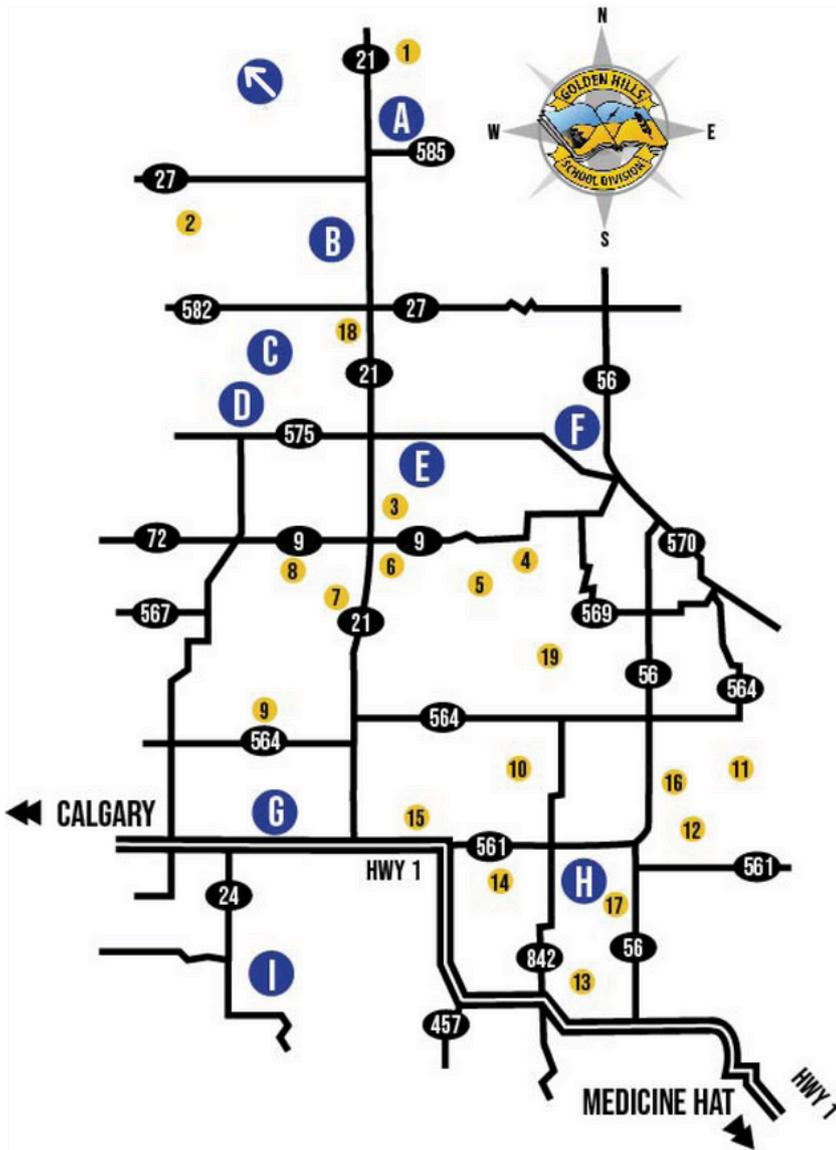 N
21
1
GOLDEN HILLS
A
W
E
585
SCHOOL DIVISION
27
2
B
S
582
27
18
C
21
56
D
575
F
E
3
72
9
9
570
8
6
4
5
7
567
21
569
19
56
564
9
564
564
10
16
11
CALGARY
G
15
12
HWY 1
561
561
14
H
24
17
842
56
I
13
457
MEDICINE HAT
HWY 1